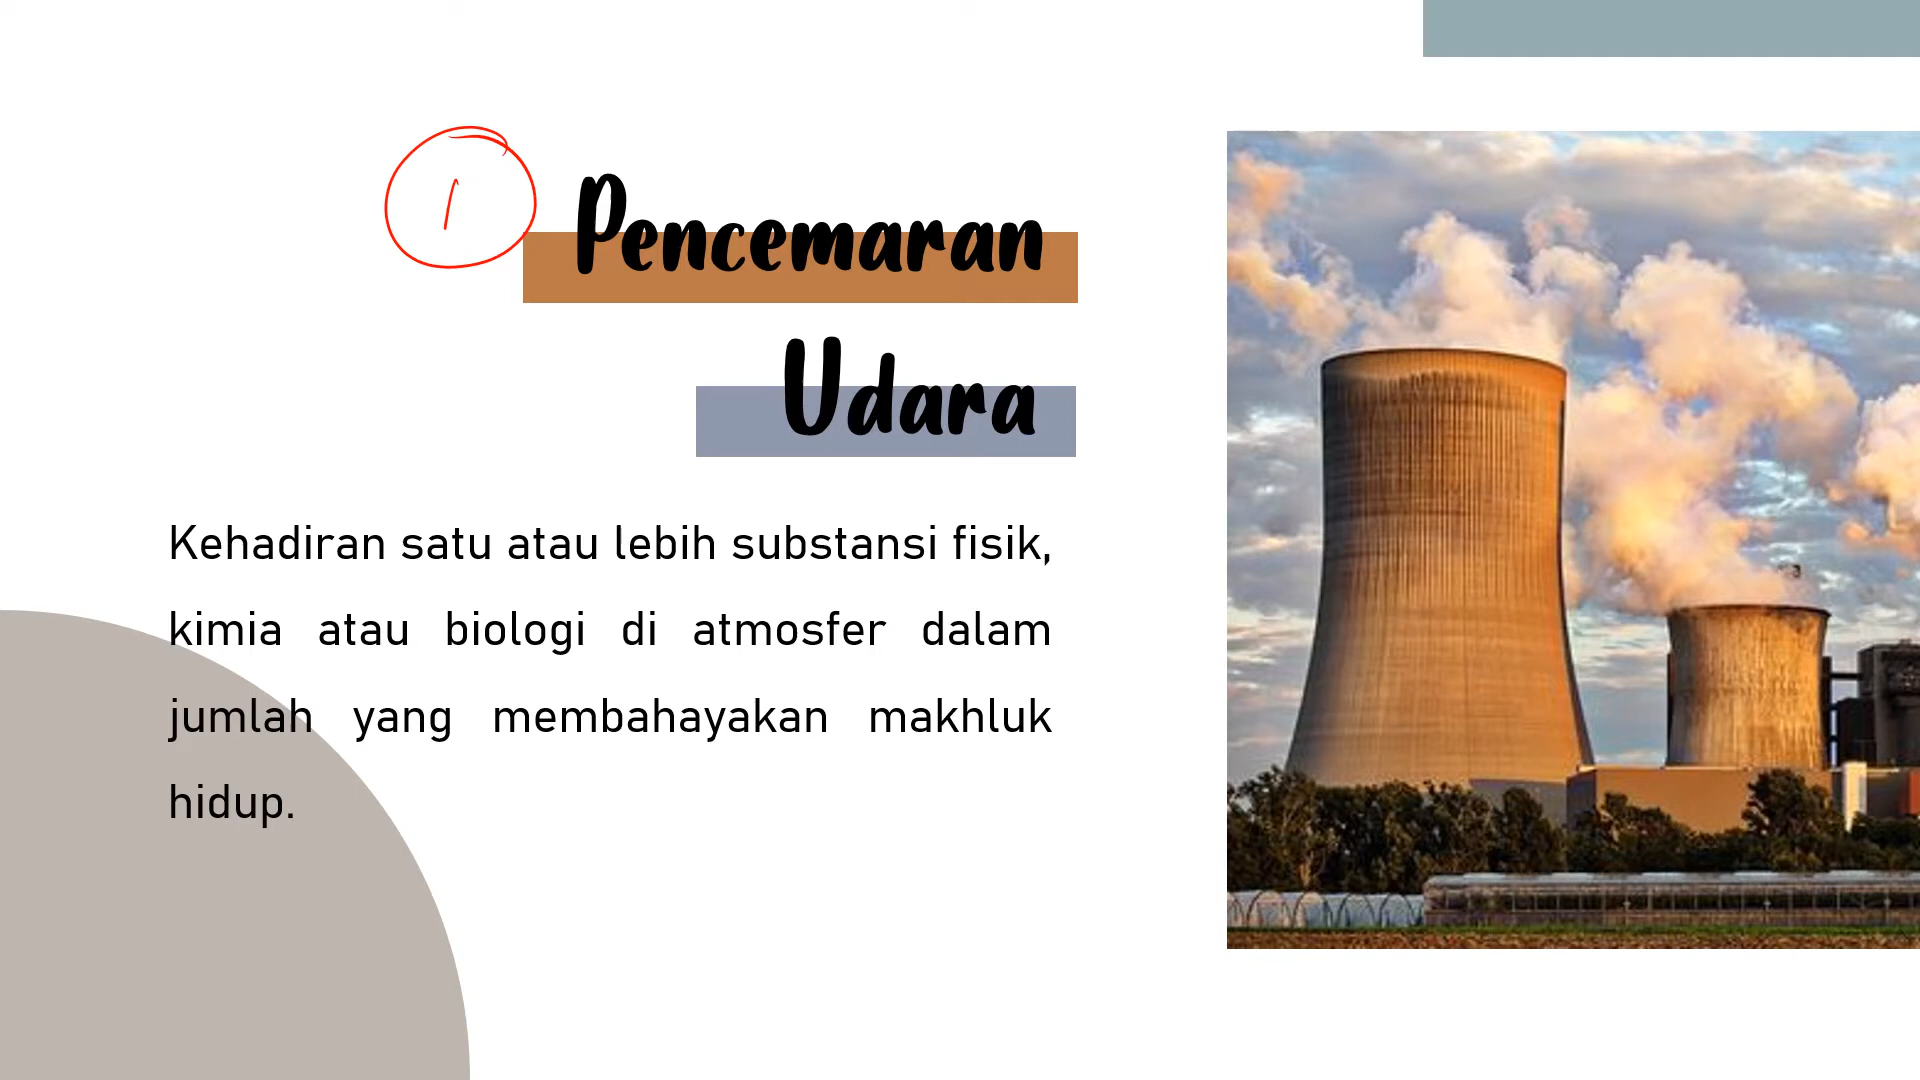 1
Pencemaran
Udara
Kehadiran satu atau lebih substansi fisik,
kimia atau biologi di atmosfer dalam
jumlah yang membahayakan makhluk
hidup.